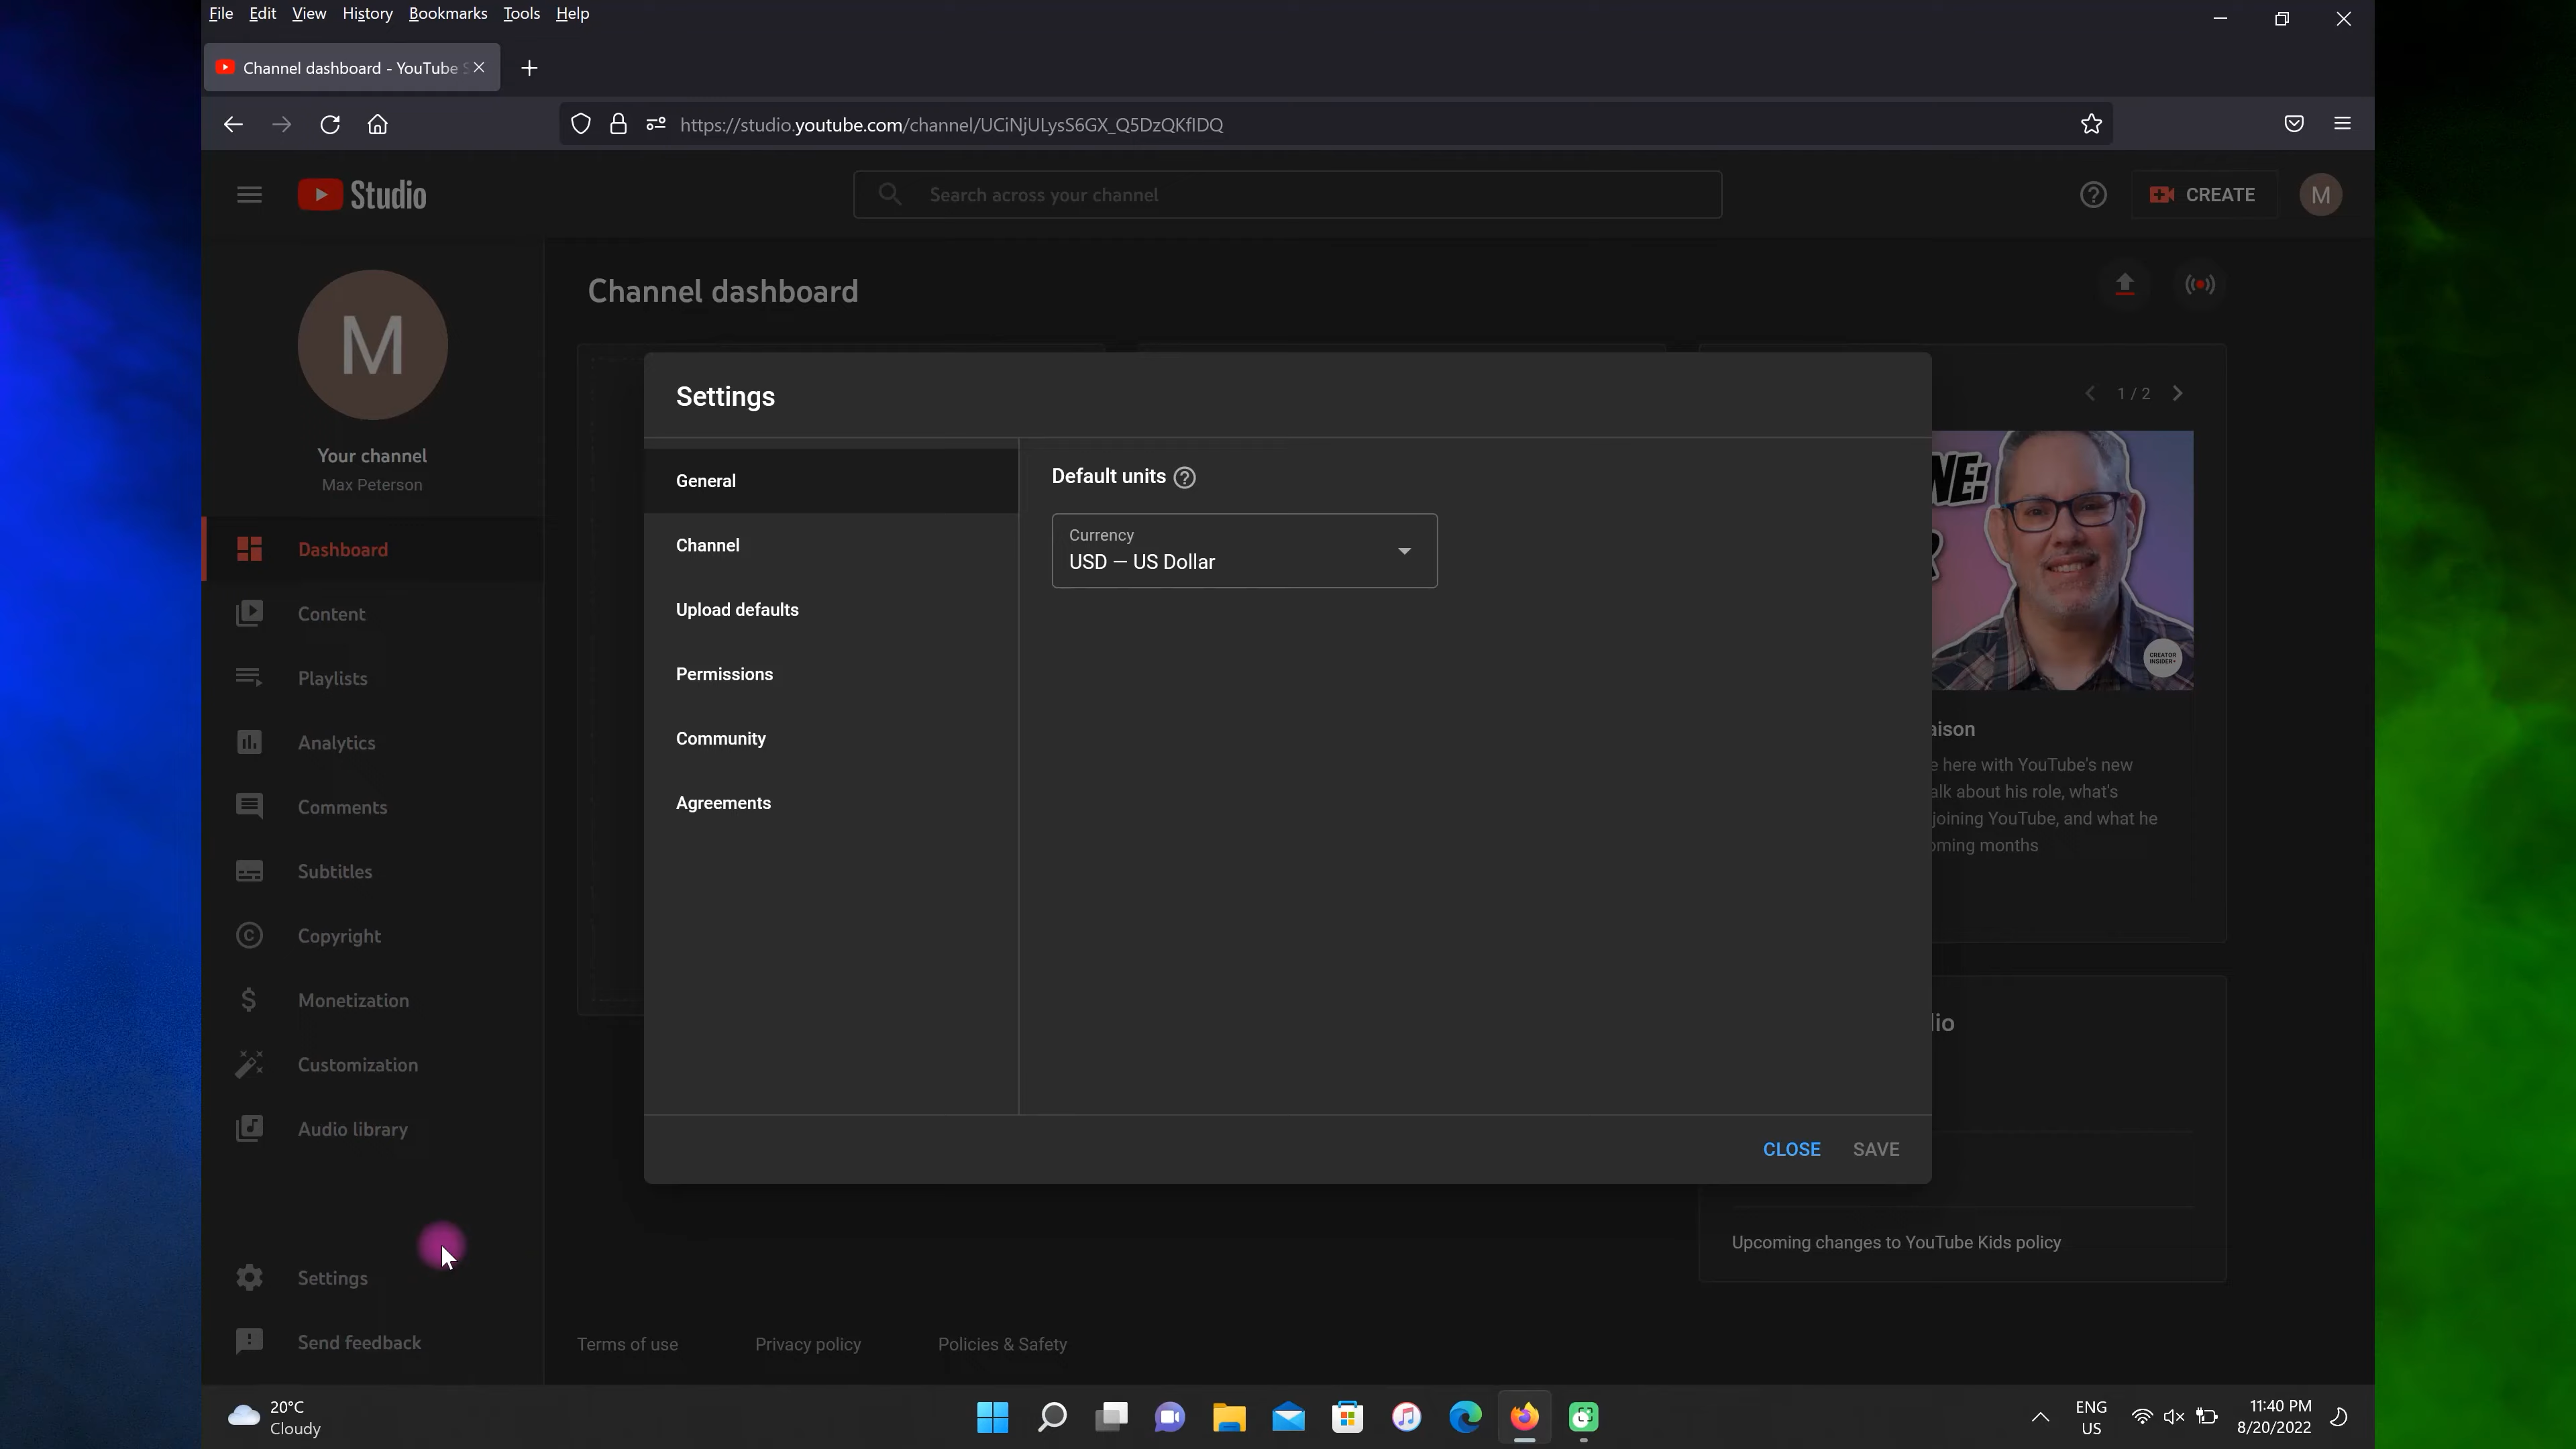 File Edit View History Bookmarks Tools Help
Channel dashboard - YouTube S
https://studio.youtube.com/channel/UCiNjULysS6GX_Q5DzQKfIDQ
Studio
Search across your channel
CREATE
M
M
Your channel
Max Peterson
Dashboard
Content
Playlists
Analytics
Comments
Subtitles
Copyright
Monetization
Customization
Audio library
Settings
Send feedback
Channel dashboard
Settings
General
Channel
Upload defaults
Permissions
Community
Agreements
Default units
Currency
USD — US Dollar
CLOSE SAVE
1 / 2
NE:
CREATOR
INSIDER+
aison
e here with YouTube's new
alk about his role, what's
joining YouTube, and what he
oming months
dio
Upcoming changes to YouTube Kids policy
Terms of use Privacy policy Policies & Safety
20°C
Cloudy
ENG
US
11:40 PM
8/20/2022